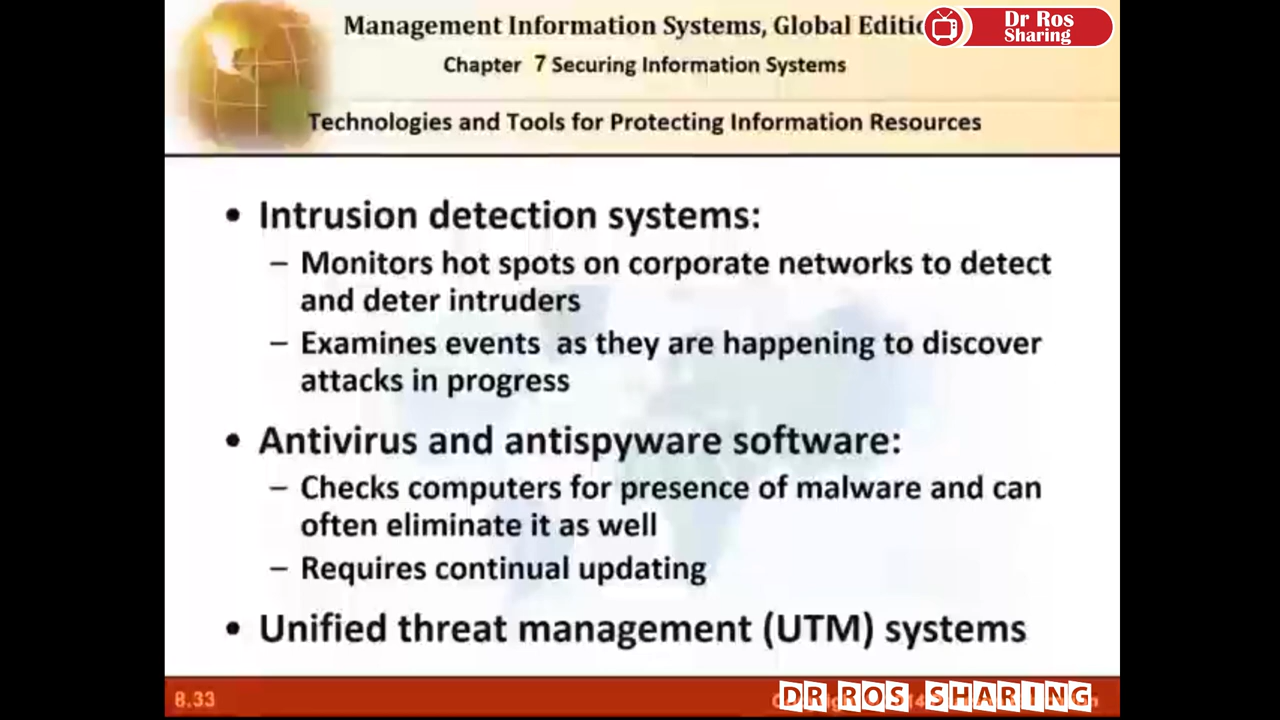 Management Information Systems, Global Editio
Dr Ros
Sharing
Chapter 7 Securing Information Systems
Technologies and Tools for Protecting Information Resources
• Intrusion detection systems:
– Monitors hot spots on corporate networks to detect
and deter intruders
– Examines events as they are happening to discover
attacks in progress
• Antivirus and antispyware software:
– Checks computers for presence of malware and can
often eliminate it as well
– Requires continual updating
• Unified threat management (UTM) systems
8.33
DR ROS SHARING